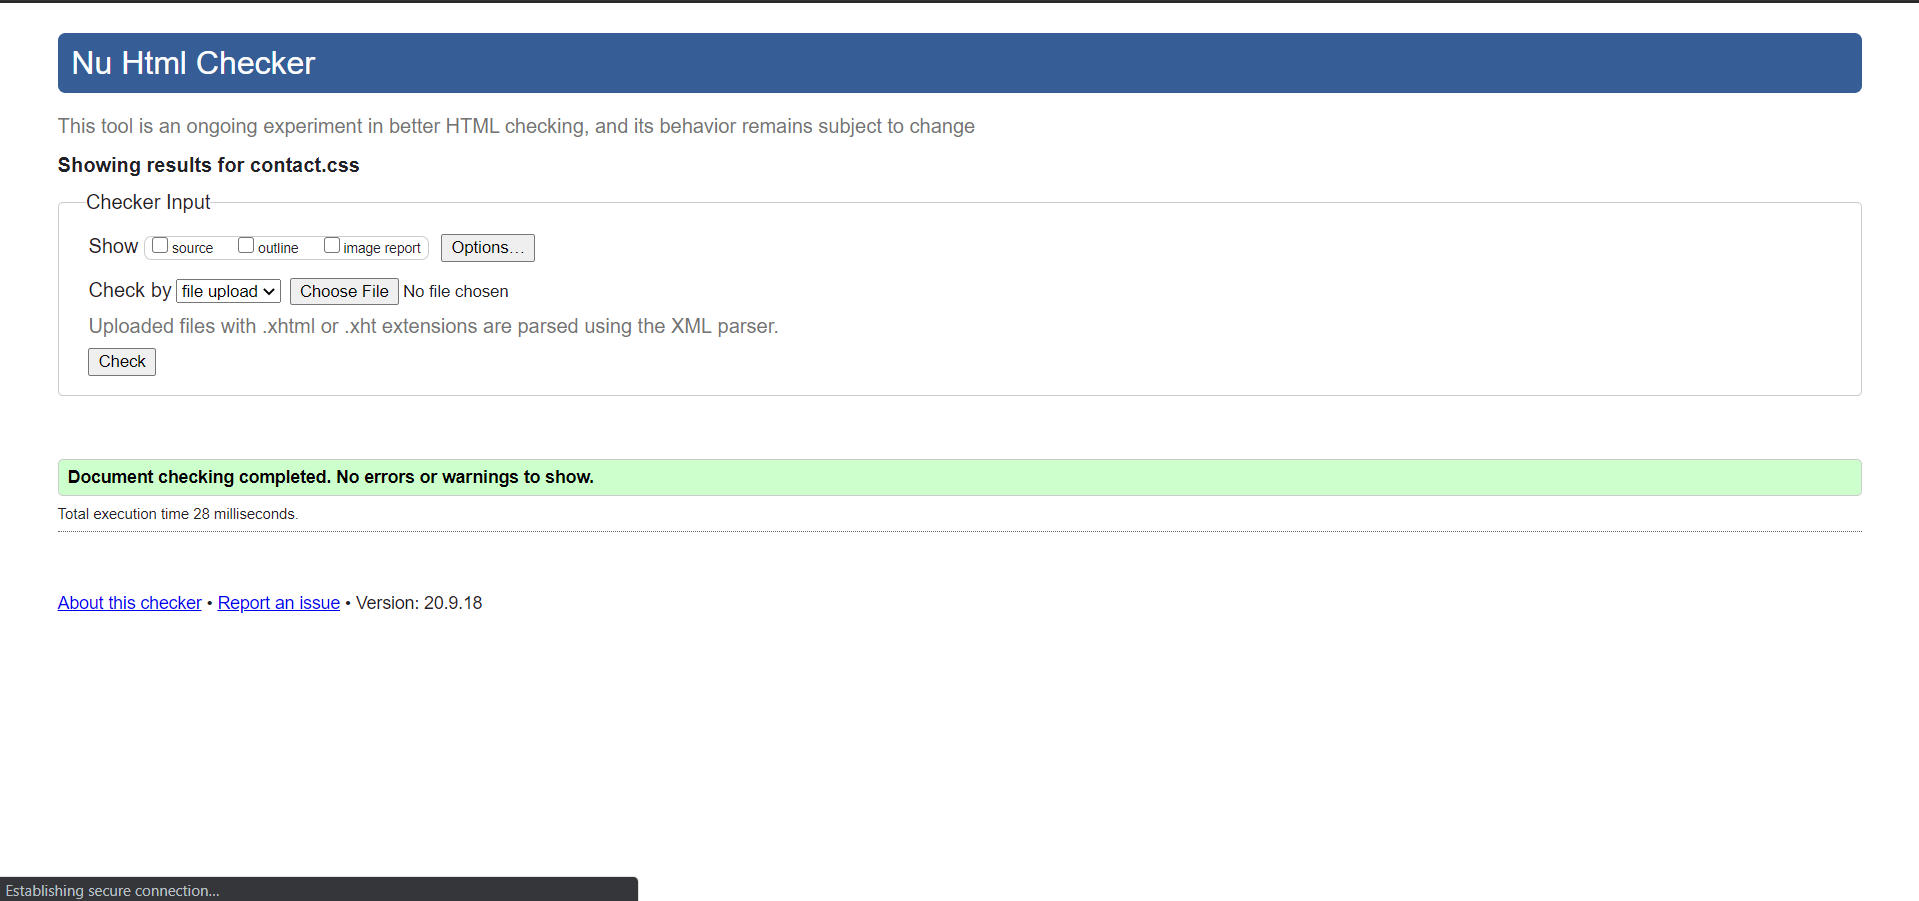 Nu Html Checker
This tool is an ongoing experiment in better HTML checking, and its behavior remains subject to change
Showing results for contact.css
Checker Input
Show source outline image report Options...
Check by file upload Choose File No file chosen
Uploaded files with .xhtml or .xht extensions are parsed using the XML parser.
Check
Document checking completed. No errors or warnings to show.
Total execution time 28 milliseconds.
About this checker • Report an issue • Version: 20.9.18
Establishing secure connection...